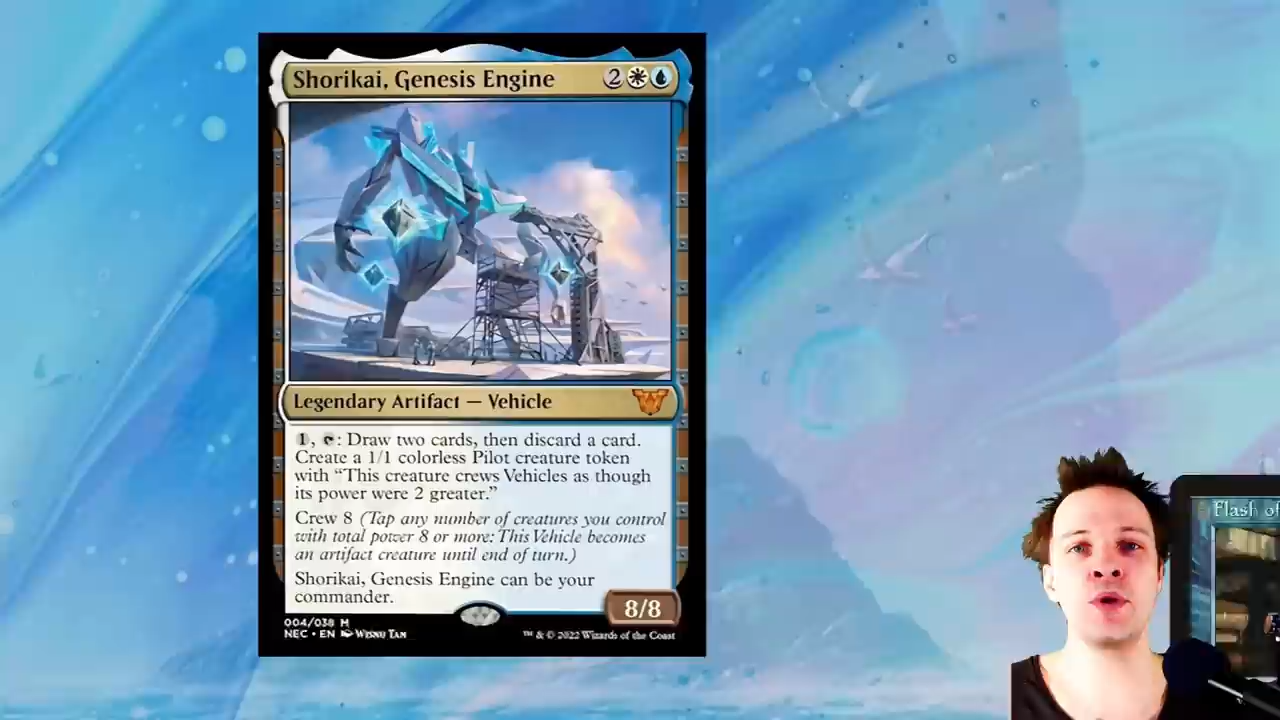 Shorikai, Genesis Engine 2
Legendary Artifact — Vehicle
1, : Draw two cards, then discard a card.
Create a 1/1 colorless Pilot creature token
with “This creature crews Vehicles as though
its power were 2 greater.”
Crew 8 (Tap any number of creatures you control
with total power 8 or more: This Vehicle becomes
an artifact creature until end of turn.)
Shorikai, Genesis Engine can be your
commander.
8/8
004/038 M
NEC • EN Wisnu Tan
™ & © 2022 Wizards of the Coast
Flash of